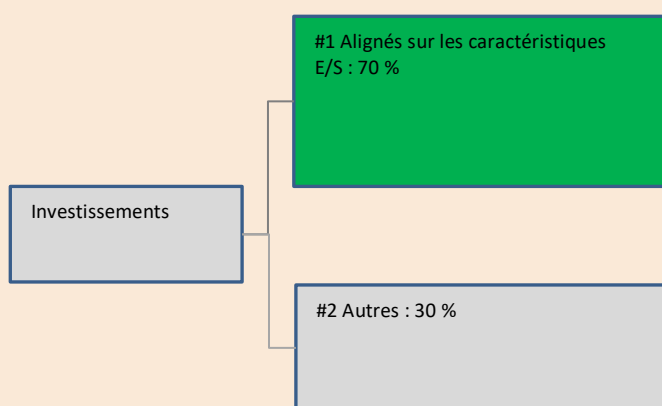 #1 Alignés sur les caractéristiques
E/S : 70 %
Investissements
#2 Autres : 30 %